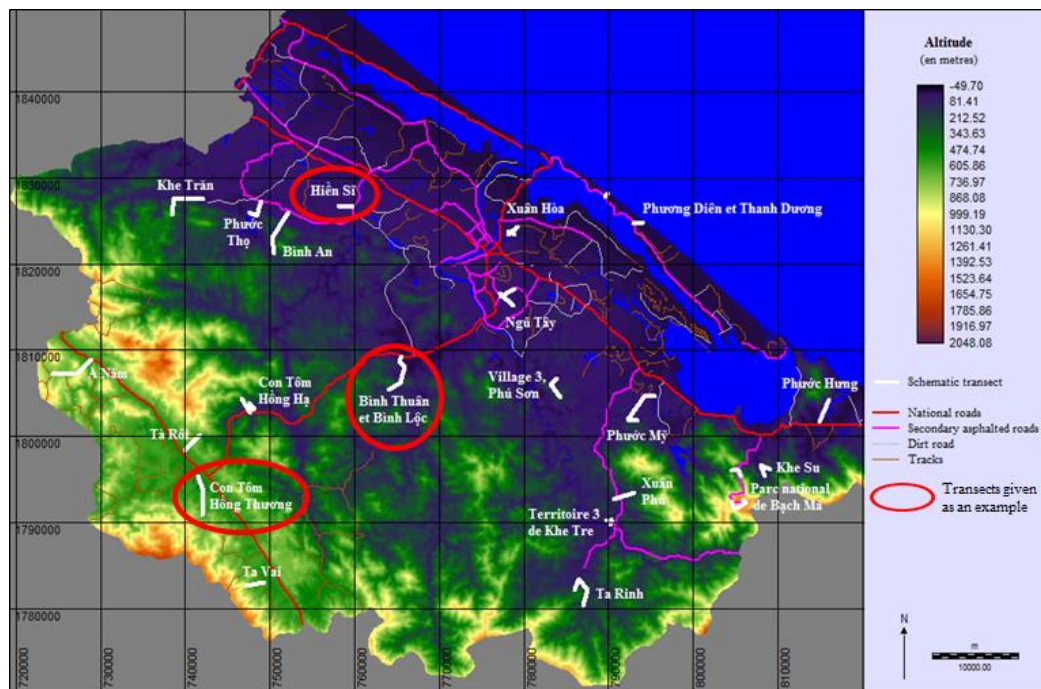 1840000
1830000
1820000
1810000
1800000
1790000
1780000
720000
730000
740000
750000
760000
770000
780000
790000
800000
810000
Khe Trăn
Phước
Thọ
Bình An
Hiền Sĩ
Xuân Hòa
Phương Diên et Thanh Dương
Ngũ Tây
A Năm
Con Tôm
Hồng Hạ
Bình Thuân
et Bình Lộc
Village 3,
Phú Sơn
Phước Hưng
Phước Mỹ
Tà Rôi
Con Tôm
Hồng Thương
Khe Su
Parc national
de Bạch Mã
Xuân
Phú
Territoire 3
de Khe Tre
Ta Vai
Ta Rinh
Altitude
(en metres)
-49.70
81.41
212.52
343.63
474.74
605.86
736.97
868.08
999.19
1130.30
1261.41
1392.53
1523.64
1654.75
1785.86
1916.97
2048.08
Schematic transect
National roads
Secondary asphalted roads
Dirt road
Tracks
Transects given
as an example
N
m
10000.00